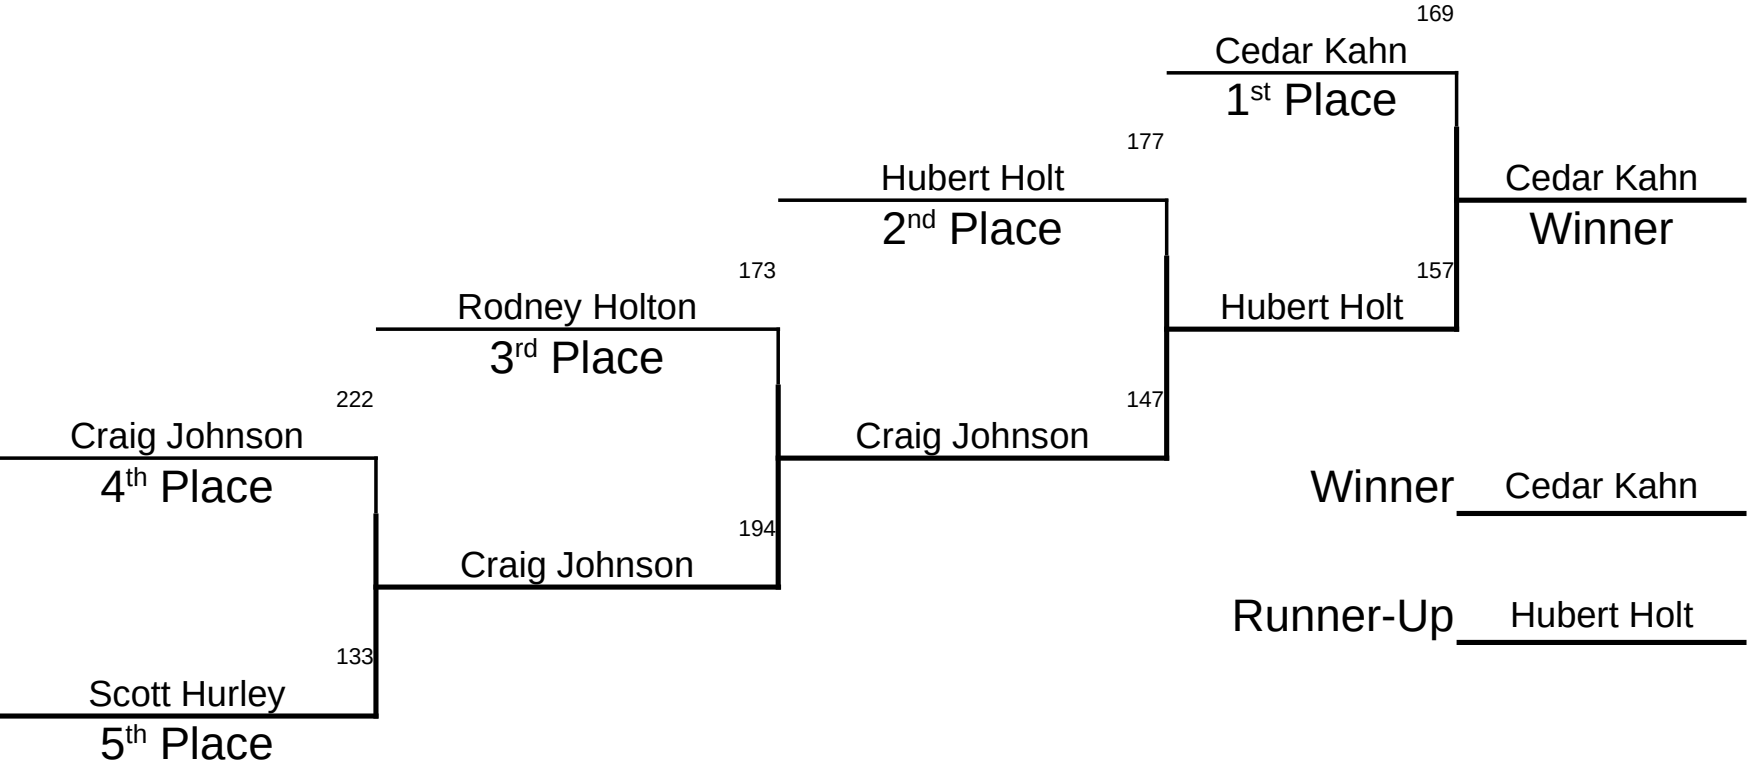 169
Cedar Kahn
1st Place
177
Hubert Holt
2nd Place
Cedar Kahn
Winner
173
Rodney Holton
3rd Place
157
Hubert Holt
222
Craig Johnson
4th Place
147
Craig Johnson
Winner Cedar Kahn
194
Craig Johnson
Runner-Up Hubert Holt
133
Scott Hurley
5th Place